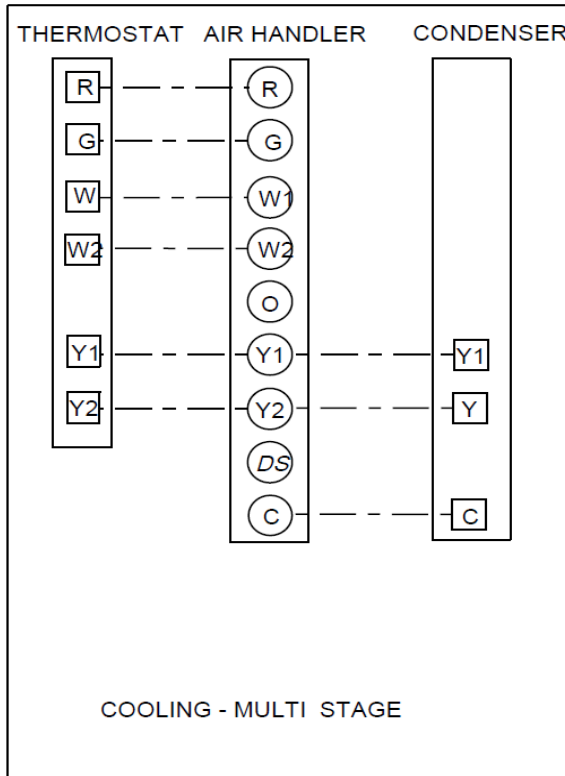 THERMOSTAT AIR HANDLER CONDENSER
R R
G G
W W1
W2 W2
O
Y1 Y1 Y1
Y2 Y2 Y
DS
C C
COOLING - MULTI STAGE